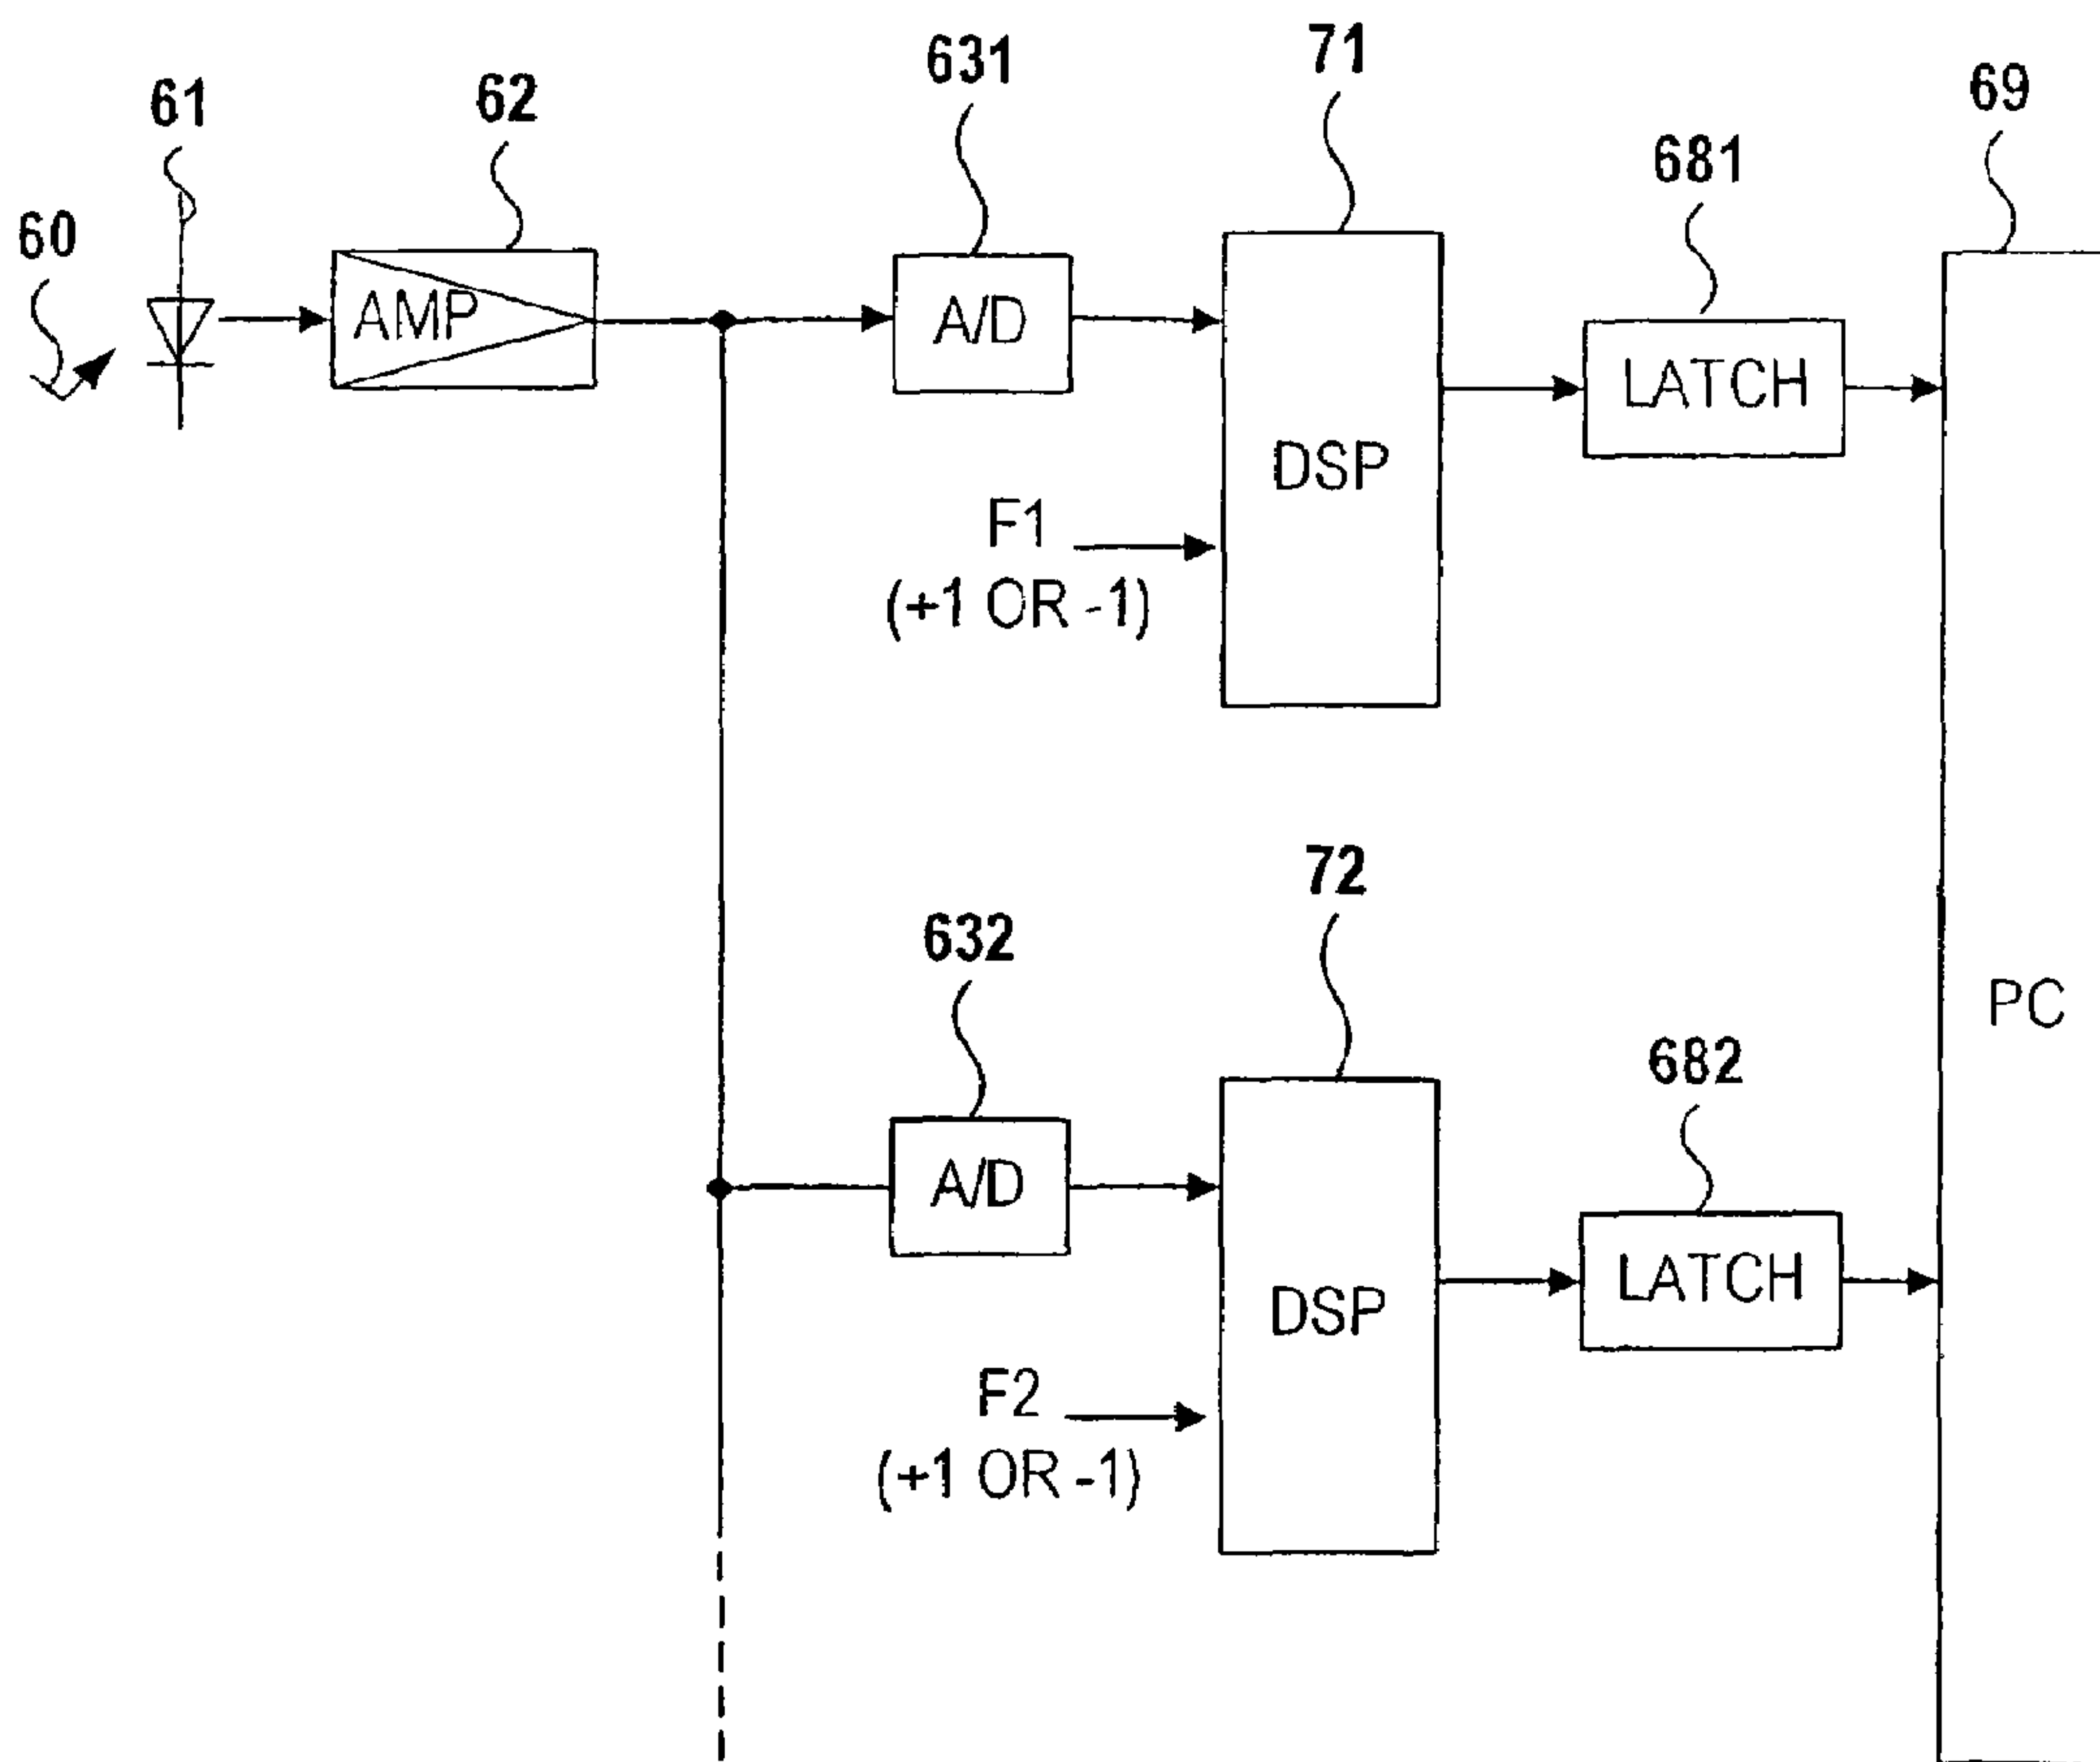 71
631
69
62
61
681
60
AMP
A/D
LATCH
DSP
F1
(+1 OR -1)
72
632
PC
682
A/D
LATCH
DSP
F2
(+1 OR -1)